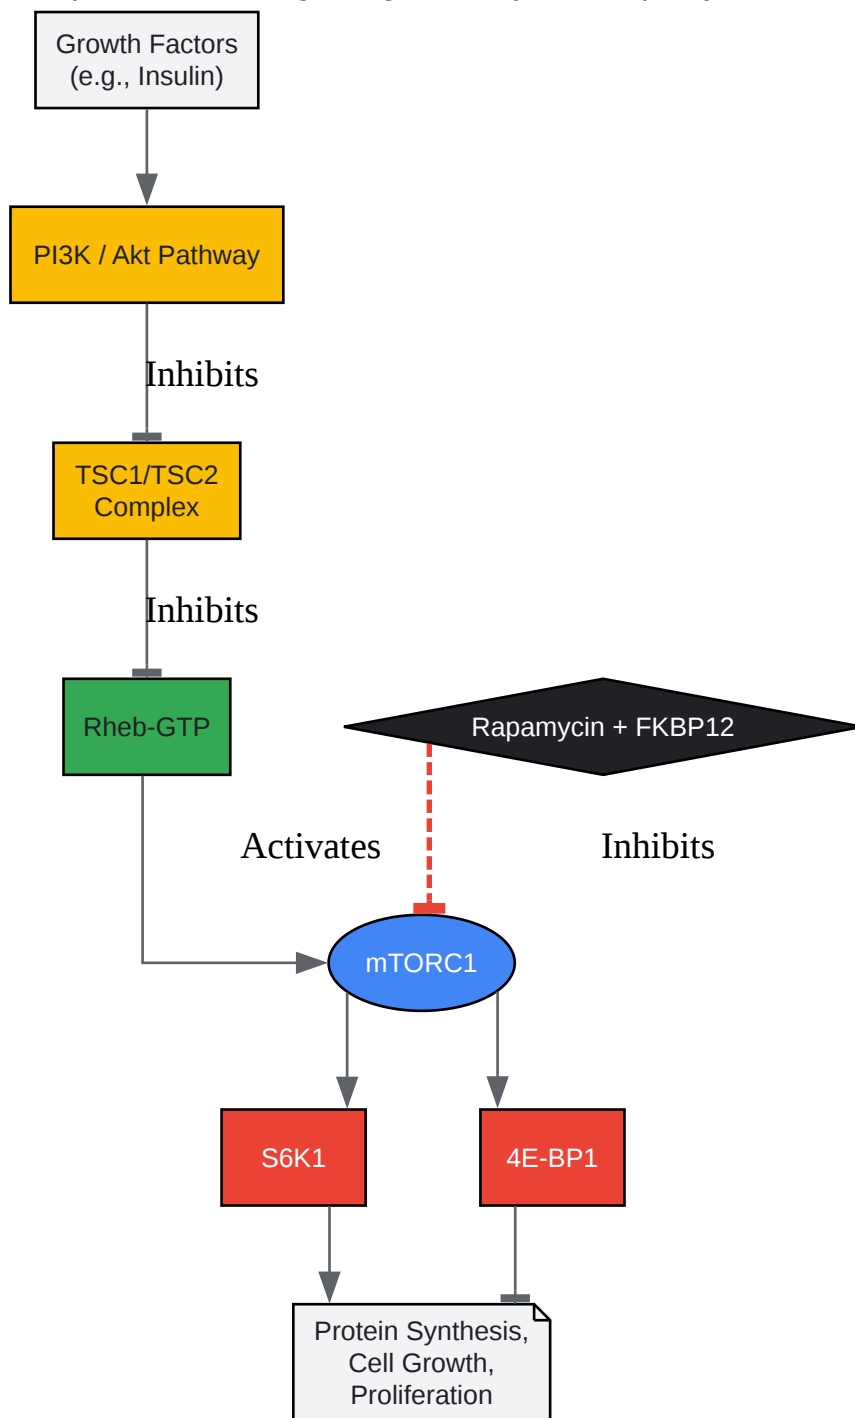 Growth Factors
(e.g., Insulin)
PI3K / Akt Pathway
Inhibits
TSC1/TSC2
Complex
Inhibits
Rheb-GTP
Rapamycin + FKBP12
Activates
Inhibits
mTORC1
S6K1
4E-BP1
Protein Synthesis,
Cell Growth,
Proliferation